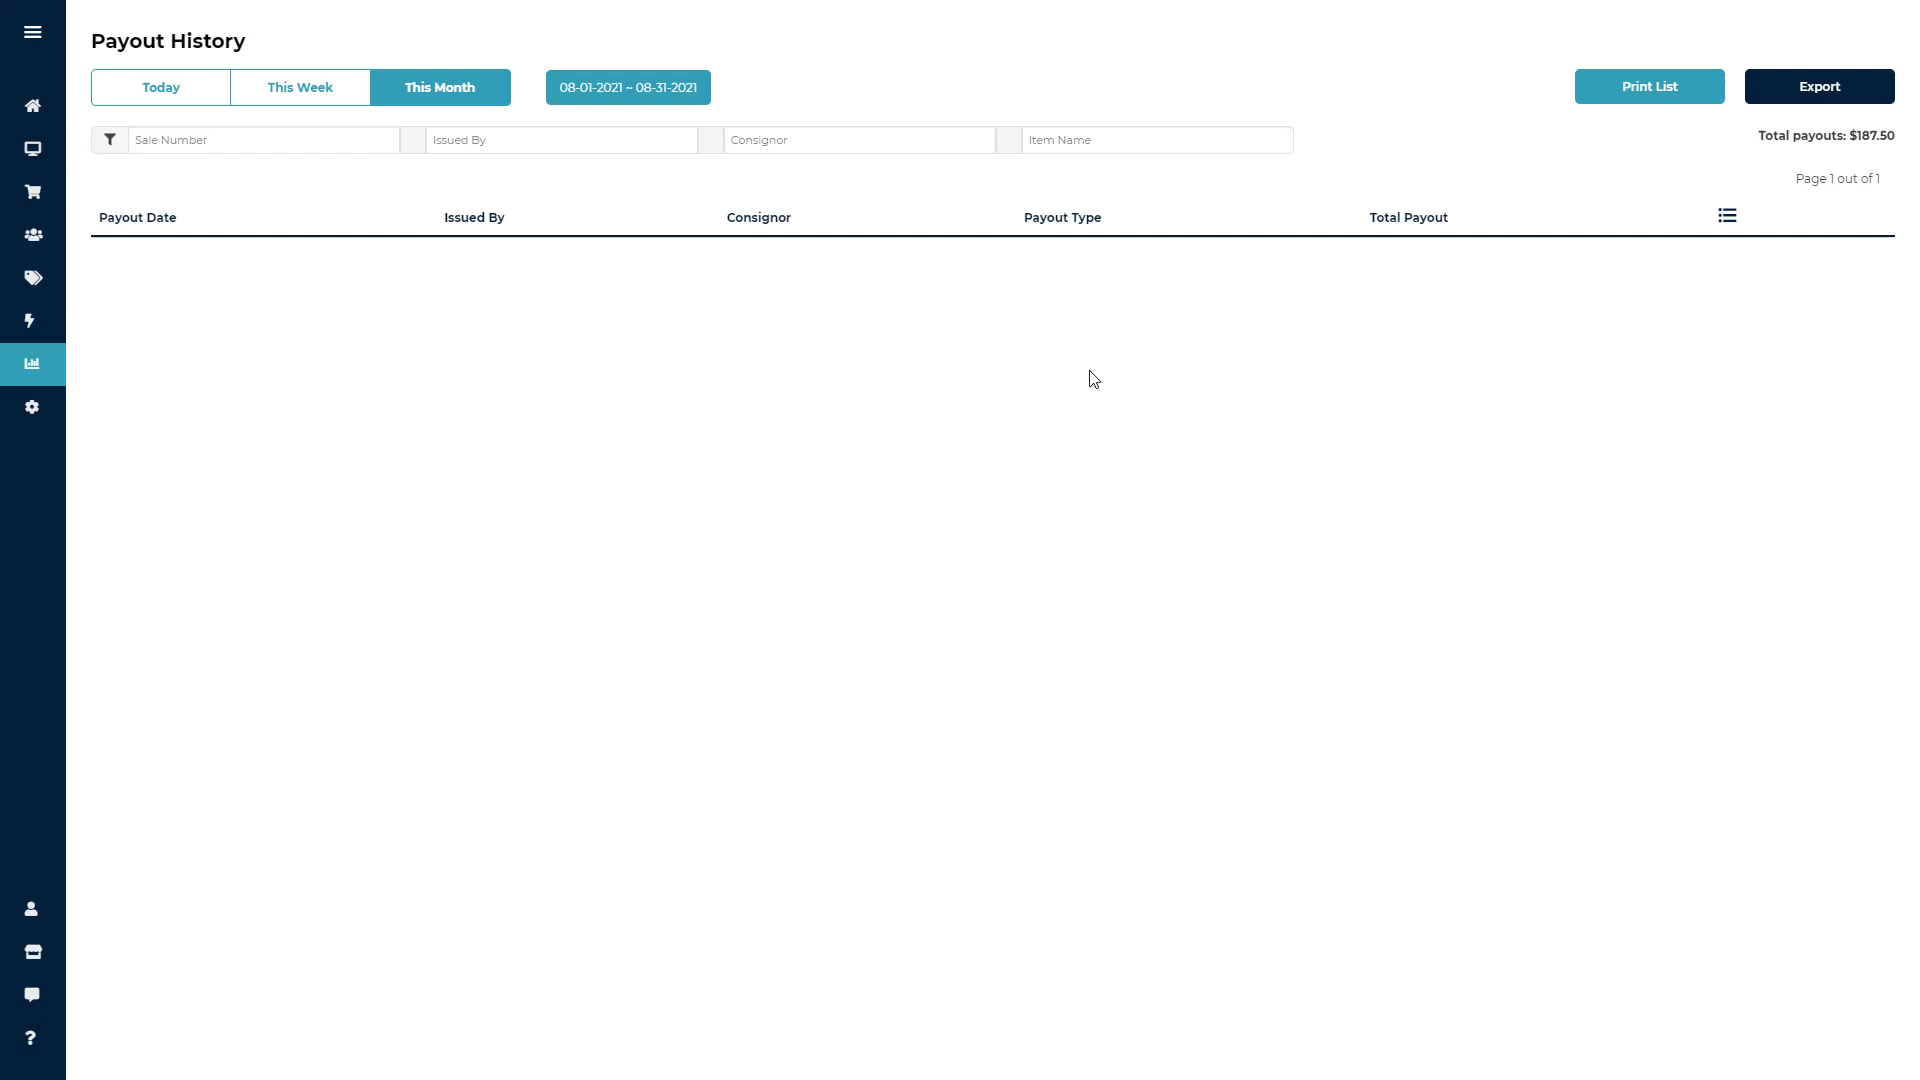 Payout History
Today This Week This Month 08-01-2021 ~ 08-31-2021 Print List Export
Sale Number Issued By Consignor Item Name Total payouts: $187.50
Page 1 out of 1
Payout Date Issued By Consignor Payout Type Total Payout